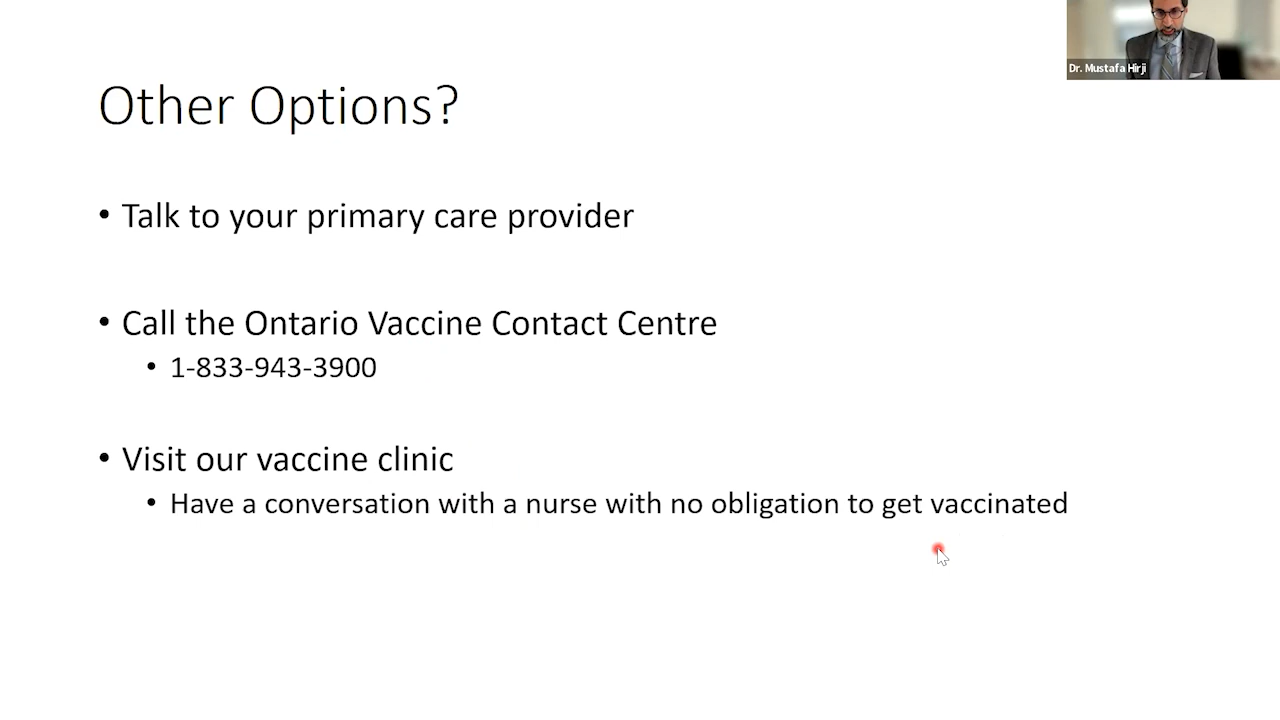 Dr. Mustafa Hirji
Other Options?
• Talk to your primary care provider
• Call the Ontario Vaccine Contact Centre
• 1-833-943-3900
• Visit our vaccine clinic
• Have a conversation with a nurse with no obligation to get vaccinated